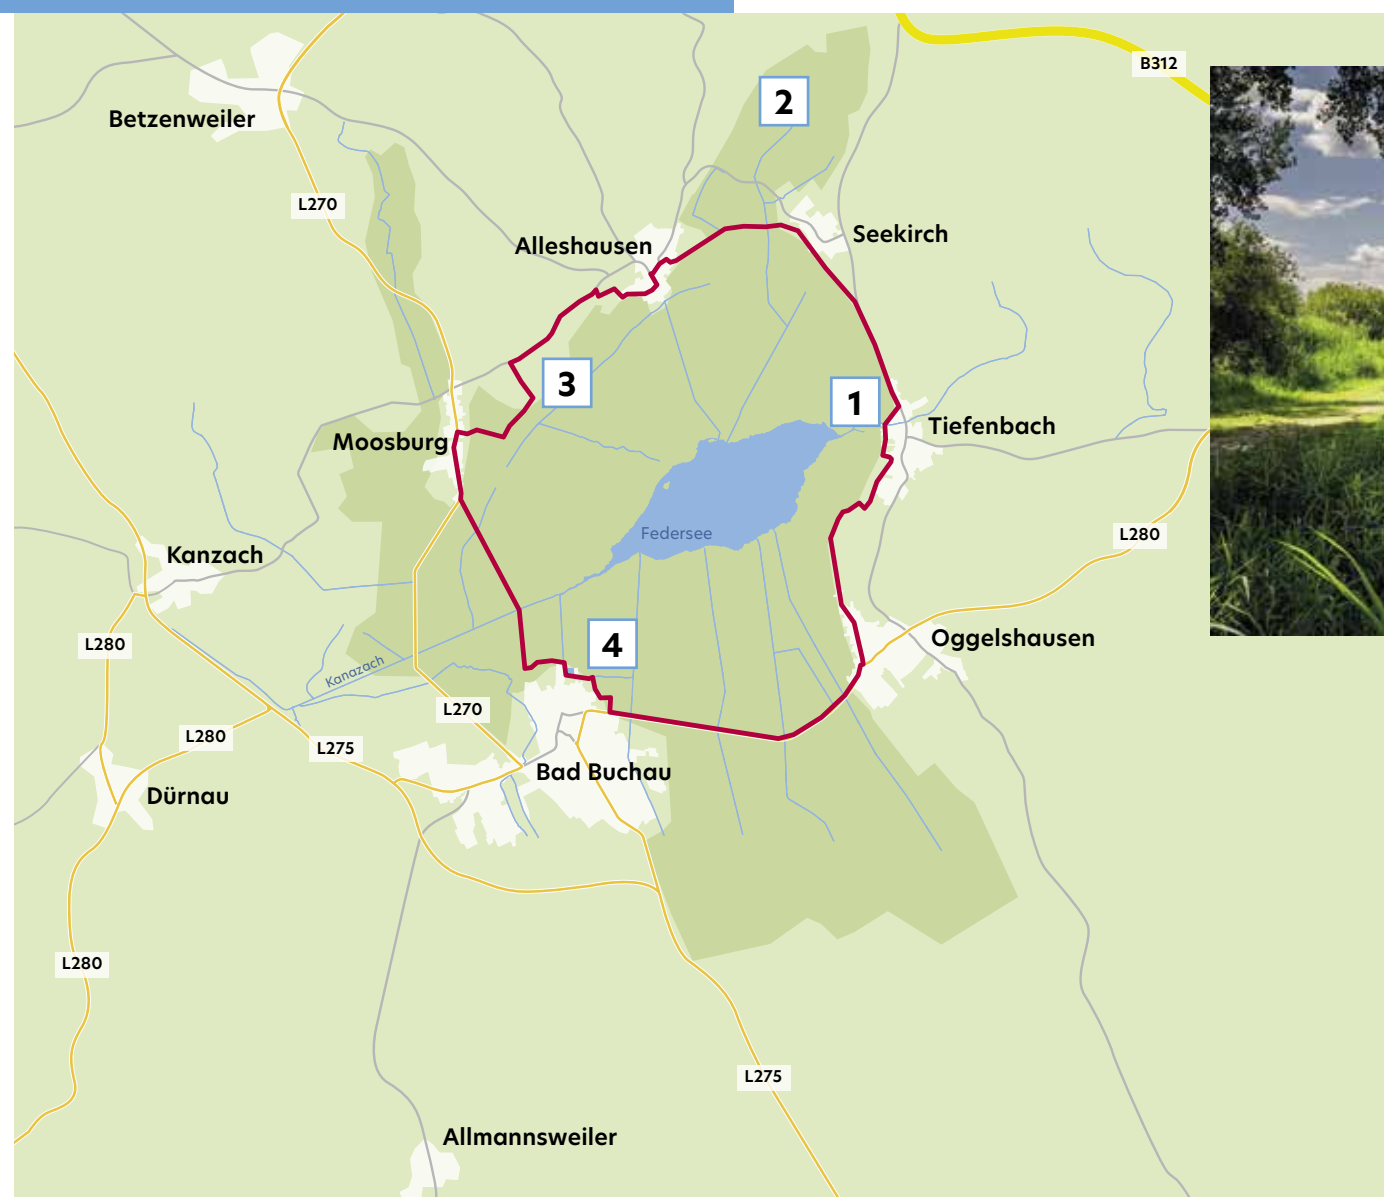 B312
2
Betzenweiler
L270
Seekirch
Alleshausen
3
1
Tiefenbach
Moosburg
Federsee
L280
Kanzach
L280
4
Oggelshausen
Kanazach
L270
L280
L275
Bad Buchau
Dürnau
L280
L275
Allmannsweiler